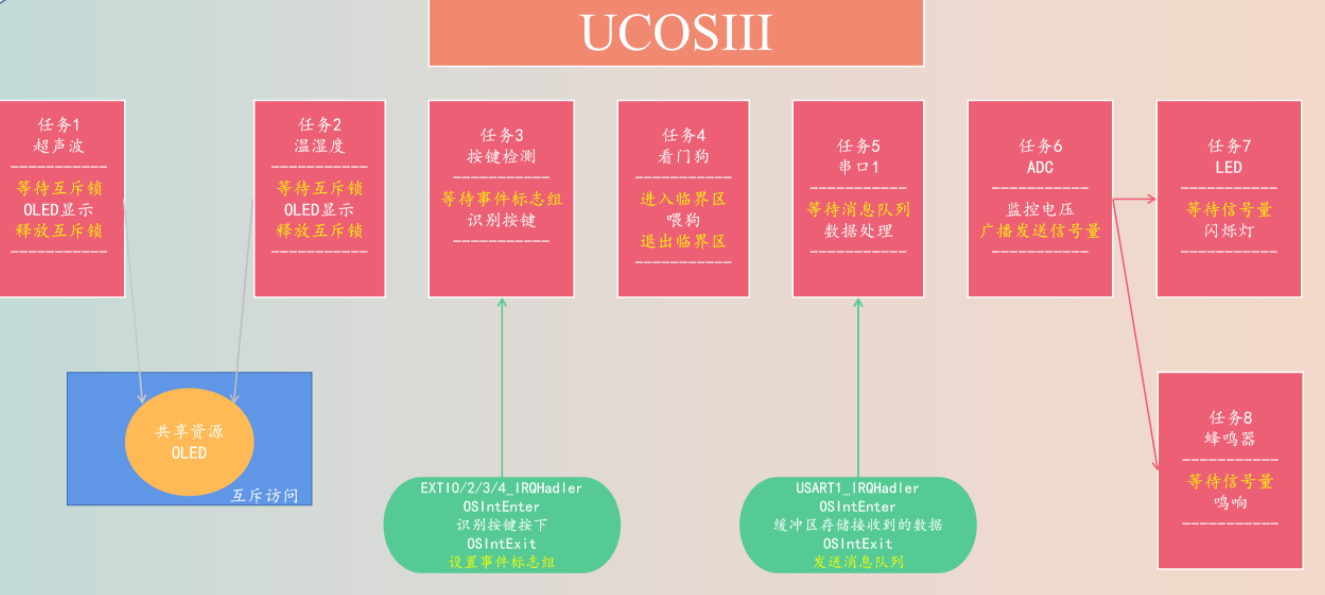 UCOSIII
任务1
超声波
-----------
等待互斥锁
OLED显示
释放互斥锁
-----------
任务2
温湿度
-----------
等待互斥锁
OLED显示
释放互斥锁
-----------
任务3
按键检测
-----------
等待事件标志组
识别按键
-----------
任务4
看门狗
-----------
进入临界区
喂狗
退出临界区
-----------
任务5
串口1
-----------
等待消息队列
数据处理
-----------
任务6
ADC
-----------
监控电压
广播发送信号量
-----------
任务7
LED
-----------
等待信号量
闪烁灯
-----------
共享资源
OLED
互斥访问
EXTI0/2/3/4_IRQHadler
OSIntEnter
识别按键按下
OSIntExit
设置事件标志组
USART1_IRQHadler
OSIntEnter
缓冲区存储接收到的数据
OSIntExit
发送消息队列
任务8
蜂鸣器
-----------
等待信号量
鸣响
-----------